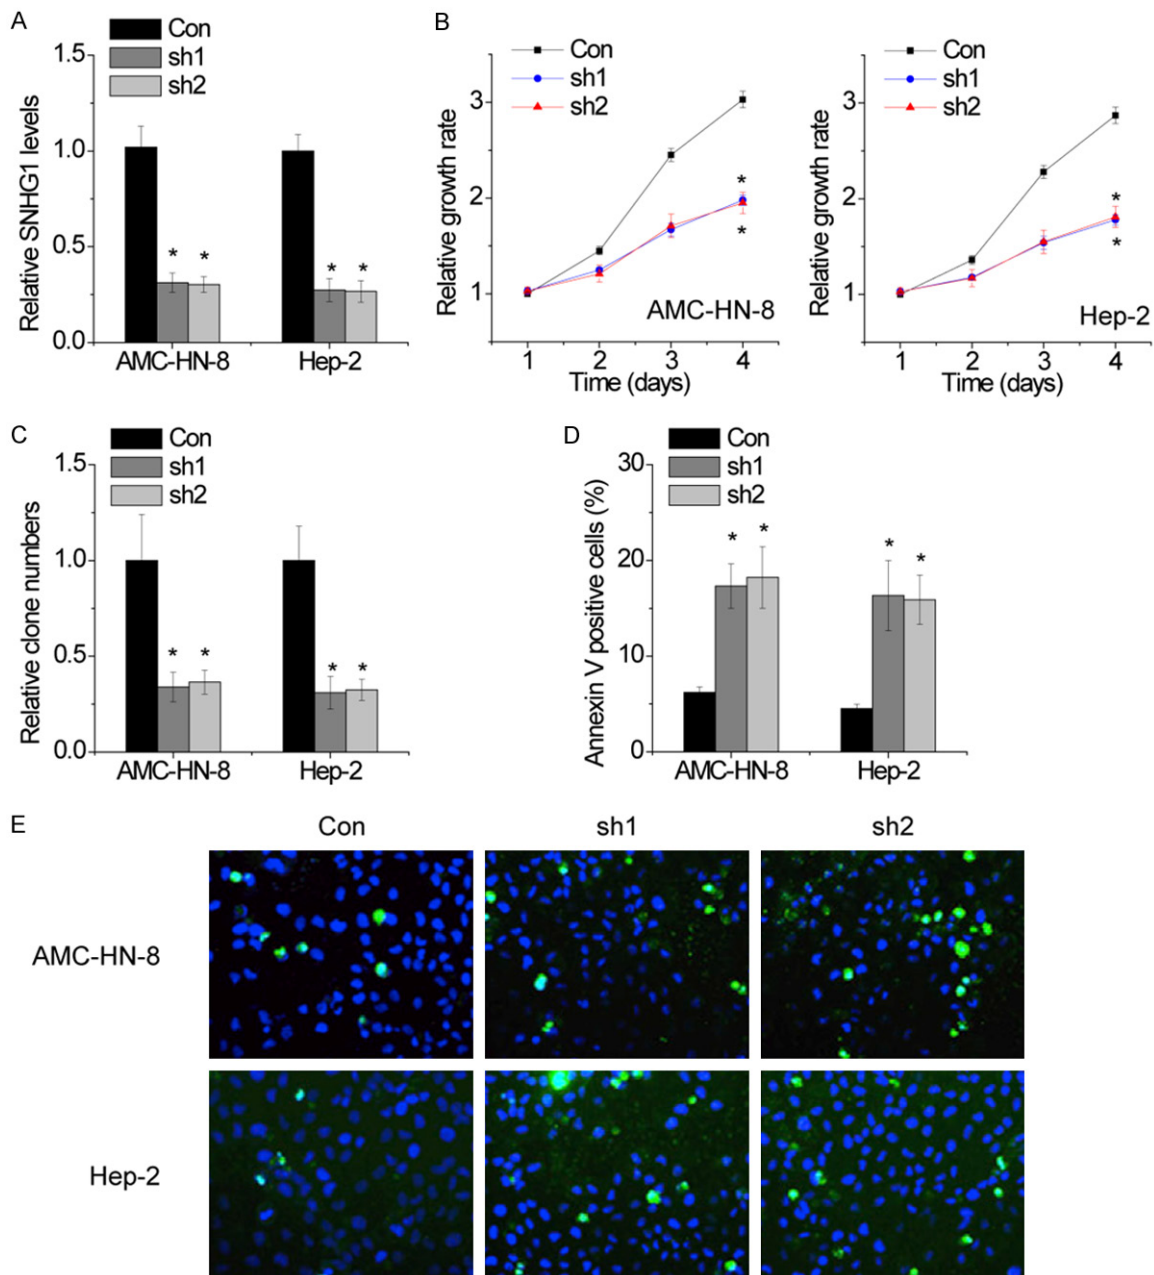 A
Con
sh1
sh2
Relative SNHG1 levels
1.5
1.0
0.5
0.0
* * * *
AMC-HN-8 Hep-2
B
Con
sh1
sh2
Relative growth rate
3
2
1
*
*
AMC-HN-8
1 2 3 4
Time (days)
Con
sh1
sh2
Relative growth rate
3
2
1
*
*
Hep-2
1 2 3 4
Time (days)
C
Con
sh1
sh2
Relative clone numbers
1.5
1.0
0.5
0.0
* * * *
AMC-HN-8 Hep-2
D
Con
sh1
sh2
Annexin V positive cells (%)
30
20
10
0
* * * *
AMC-HN-8 Hep-2
E
Con sh1 sh2
AMC-HN-8
Hep-2